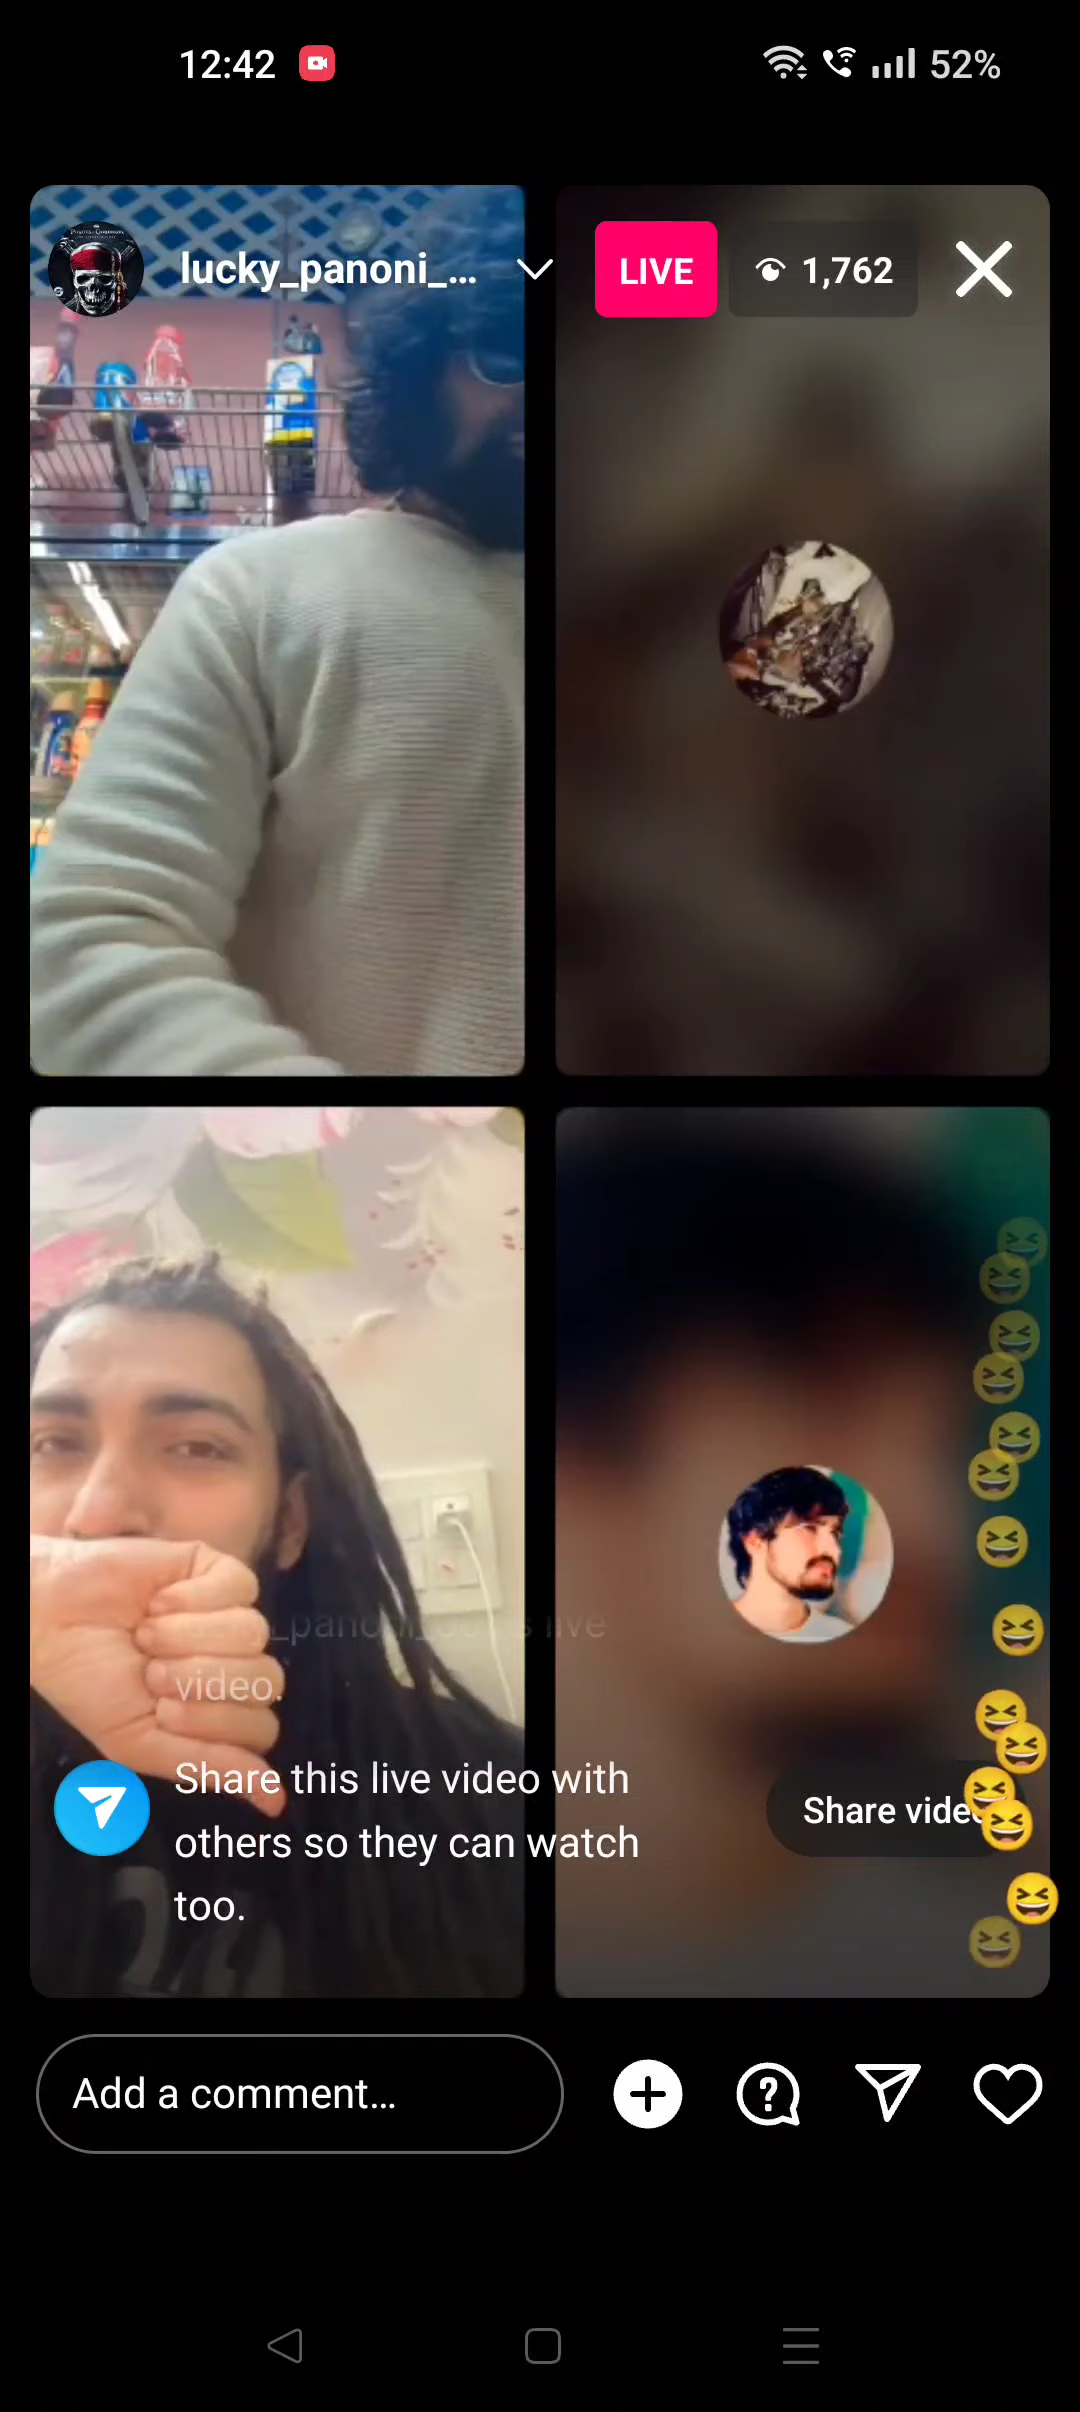 12:42
52%
lucky_panoni_...
LIVE
1,762
live
video.
Share this live video with
others so they can watch
too.
Share vide
Add a comment...